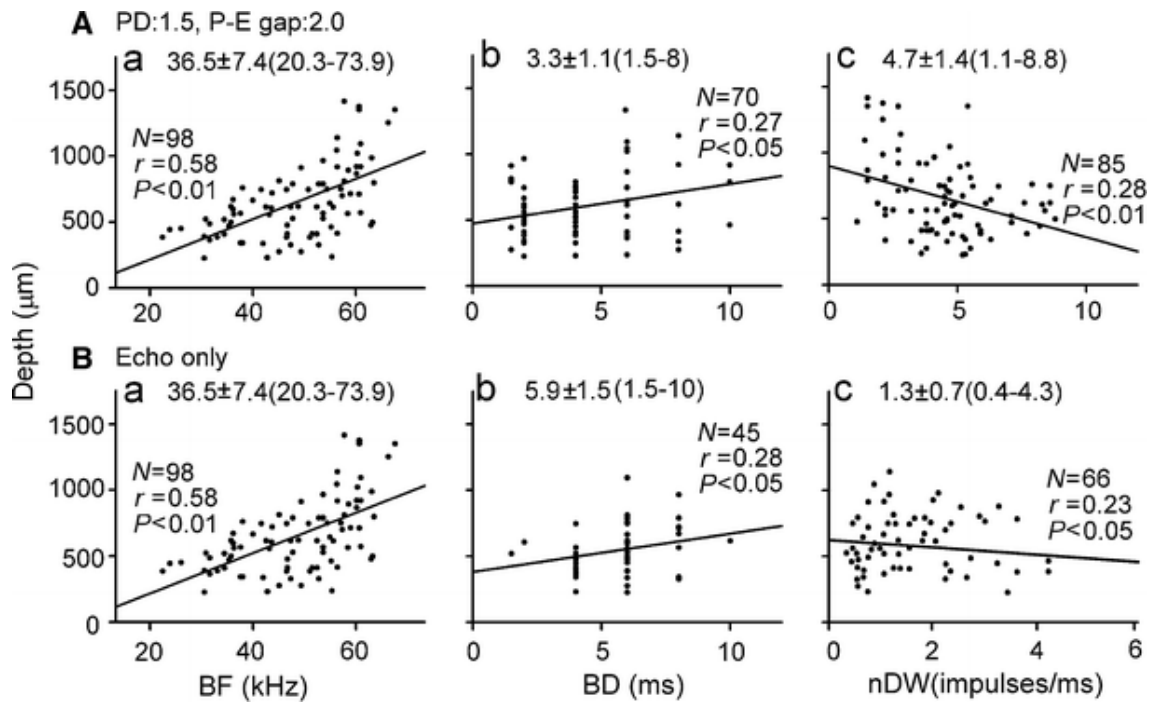 A PD:1.5, P-E gap:2.0
a 36.5±7.4(20.3-73.9)
N=98
r=0.58
P<0.01
1500
1000
500
0
20 40 60
b 3.3±1.1(1.5-8)
N=70
r=0.27
P<0.05
0 5 10
c 4.7±1.4(1.1-8.8)
N=85
r=0.28
P<0.01
0 5 10
Depth (µm)
B Echo only
a 36.5±7.4(20.3-73.9)
N=98
r=0.58
P<0.01
1500
1000
500
0
20 40 60
BF (kHz)
b 5.9±1.5(1.5-10)
N=45
r=0.28
P<0.05
0 5 10
BD (ms)
c 1.3±0.7(0.4-4.3)
N=66
r=0.23
P<0.05
0 2 4 6
nDW(impulses/ms)